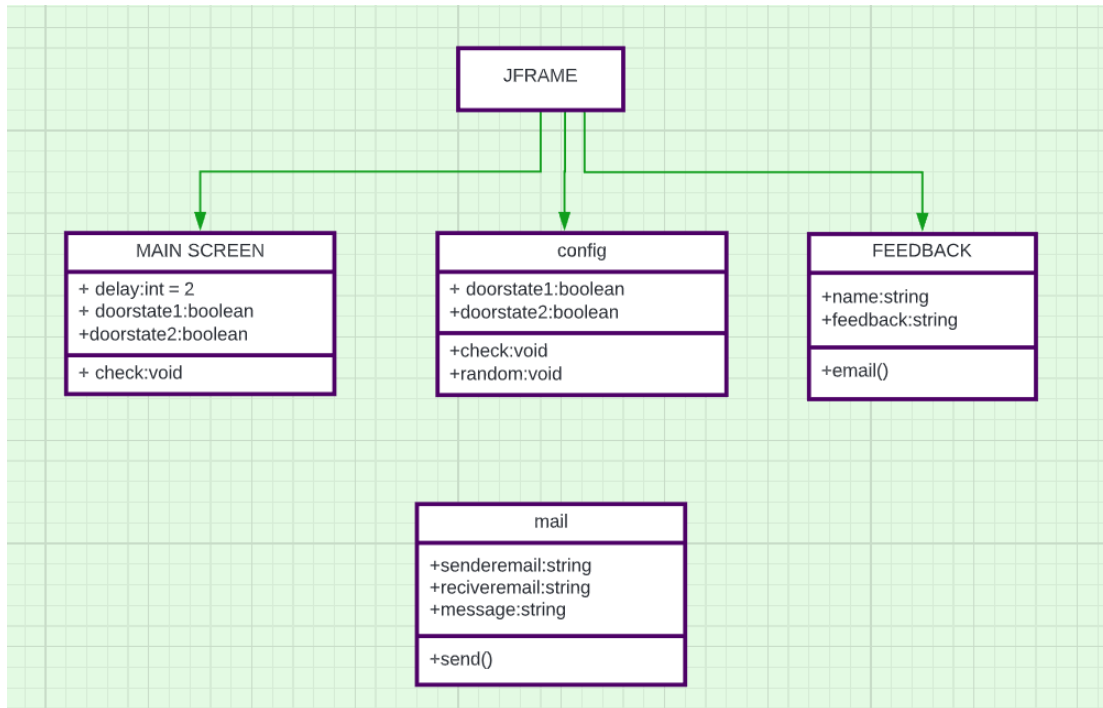 JFRAME
MAIN SCREEN
+ delay:int = 2
+ doorstate1:boolean
+doorstate2:boolean
+ check:void
config
+ doorstate1:boolean
+doorstate2:boolean
+check:void
+random:void
FEEDBACK
+name:string
+feedback:string
+email()
mail
+senderemail:string
+reciveremail:string
+message:string
+send()